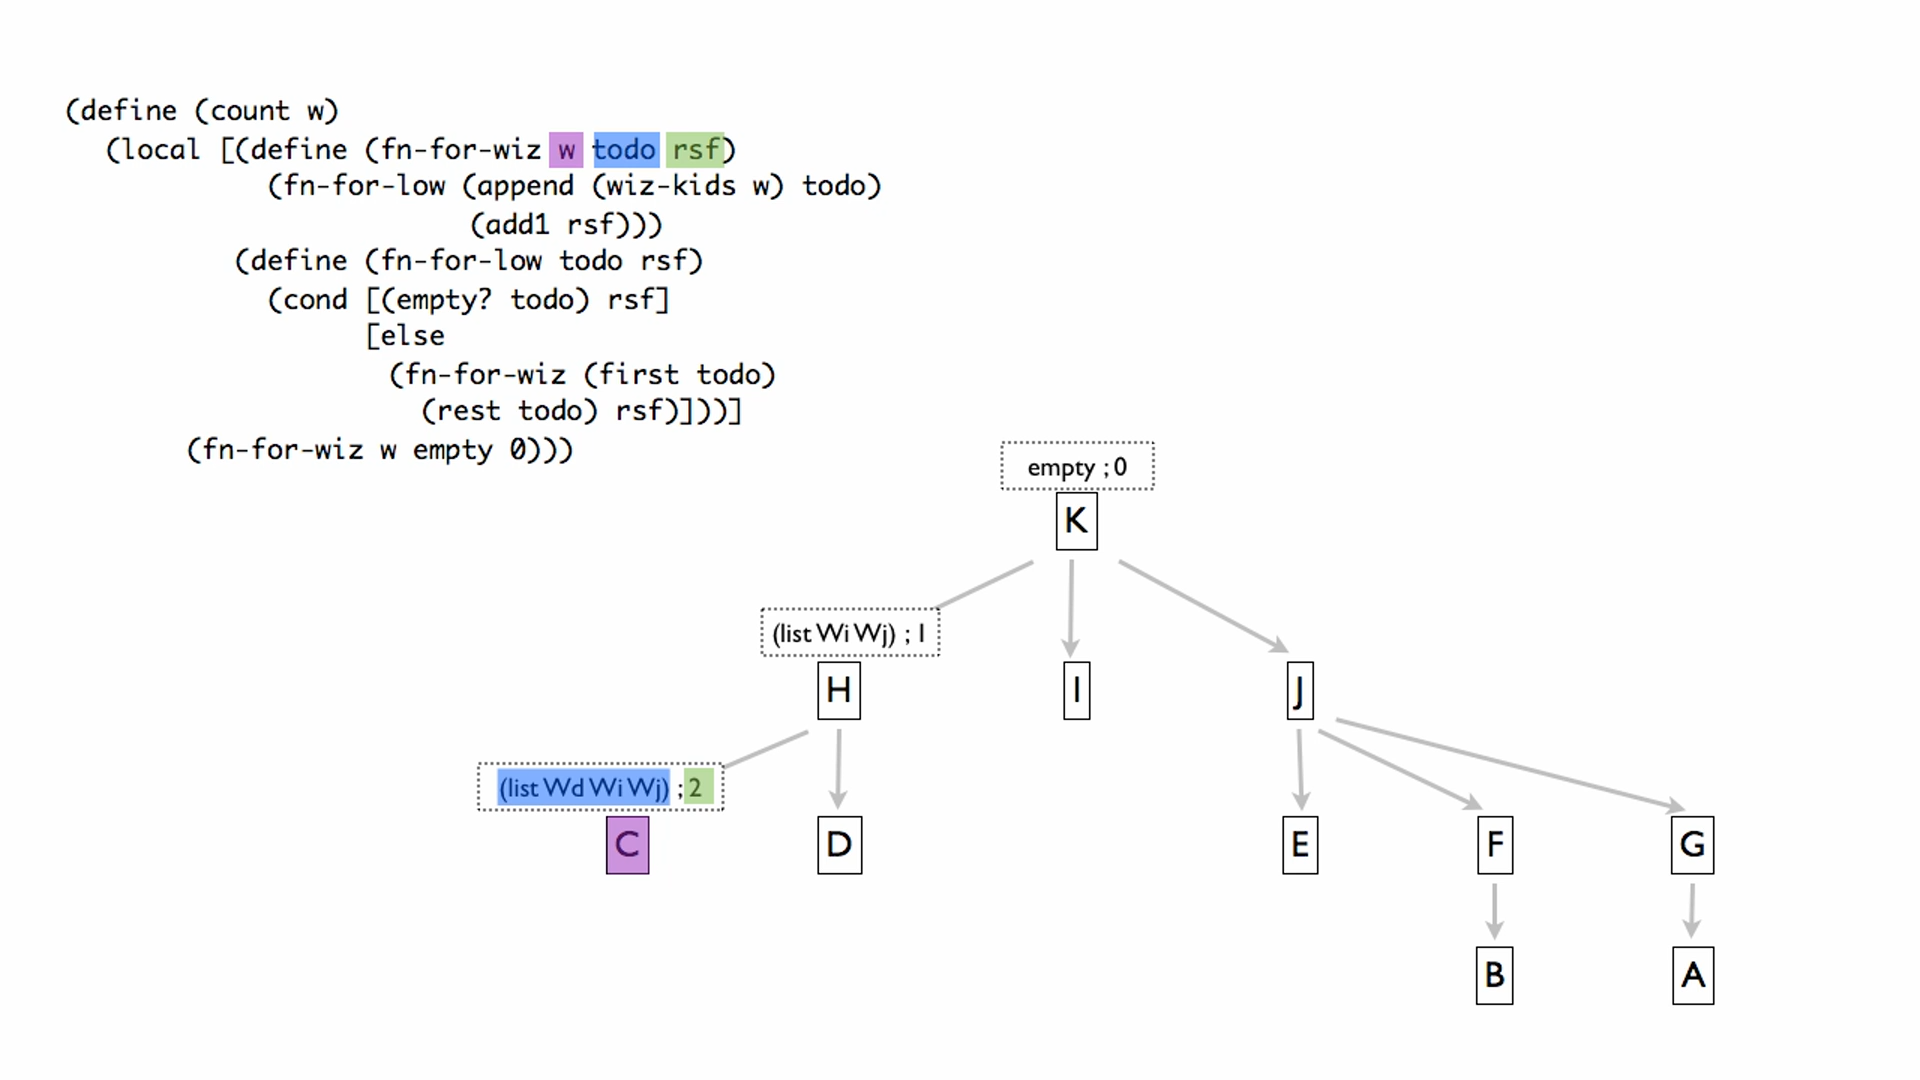 (define (count w)
(local [(define (fn-for-wiz w todo rsf)
(fn-for-low (append (wiz-kids w) todo)
(add1 rsf)))
(define (fn-for-low todo rsf)
(cond [(empty? todo) rsf]
[else
(fn-for-wiz (first todo)
(rest todo) rsf)]))]
(fn-for-wiz w empty 0)))
empty ; 0
K
(list Wi Wj) ; 1
H
I
J
(list Wd Wi Wj) ; 2
C
D
E
F
G
B
A